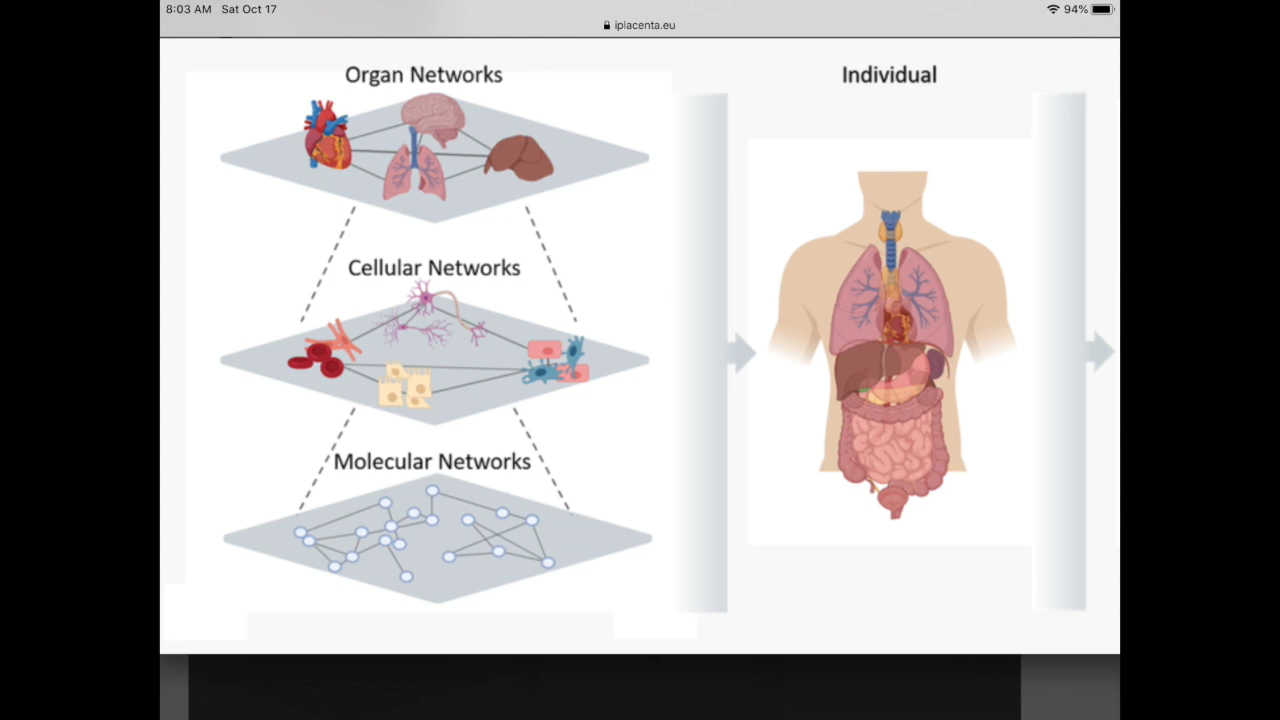 8:03 AM Sat Oct 17
94%
iplacenta.eu
Organ Networks
Individual
Cellular Networks
Molecular Networks